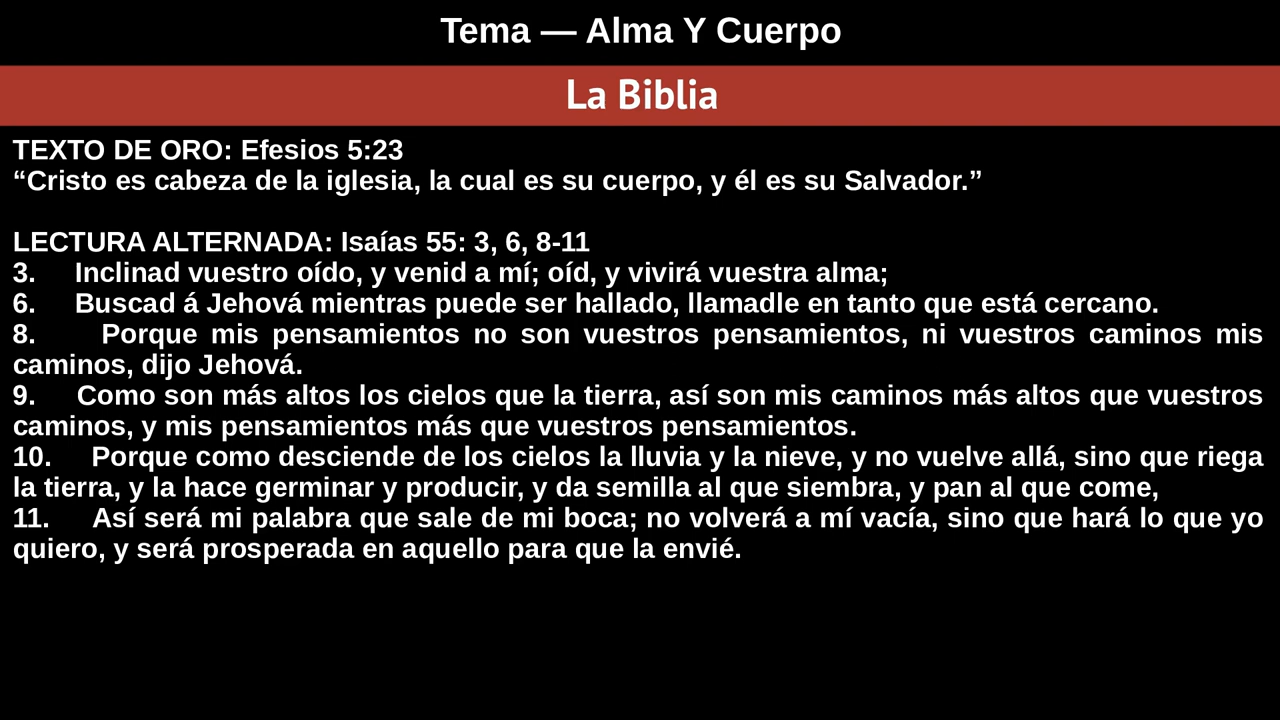 Tema — Alma Y Cuerpo
La Biblia
TEXTO DE ORO: Efesios 5:23
“Cristo es cabeza de la iglesia, la cual es su cuerpo, y él es su Salvador.”
LECTURA ALTERNADA: Isaías 55: 3, 6, 8-11
3. Inclinad vuestro oído, y venid a mí; oíd, y vivirá vuestra alma;
6. Buscad á Jehová mientras puede ser hallado, llamadle en tanto que está cercano.
8. Porque mis pensamientos no son vuestros pensamientos, ni vuestros caminos mis
caminos, dijo Jehová.
9. Como son más altos los cielos que la tierra, así son mis caminos más altos que vuestros
caminos, y mis pensamientos más que vuestros pensamientos.
10. Porque como desciende de los cielos la lluvia y la nieve, y no vuelve allá, sino que riega
la tierra, y la hace germinar y producir, y da semilla al que siembra, y pan al que come,
11. Así será mi palabra que sale de mi boca; no volverá a mí vacía, sino que hará lo que yo
quiero, y será prosperada en aquello para que la envié.